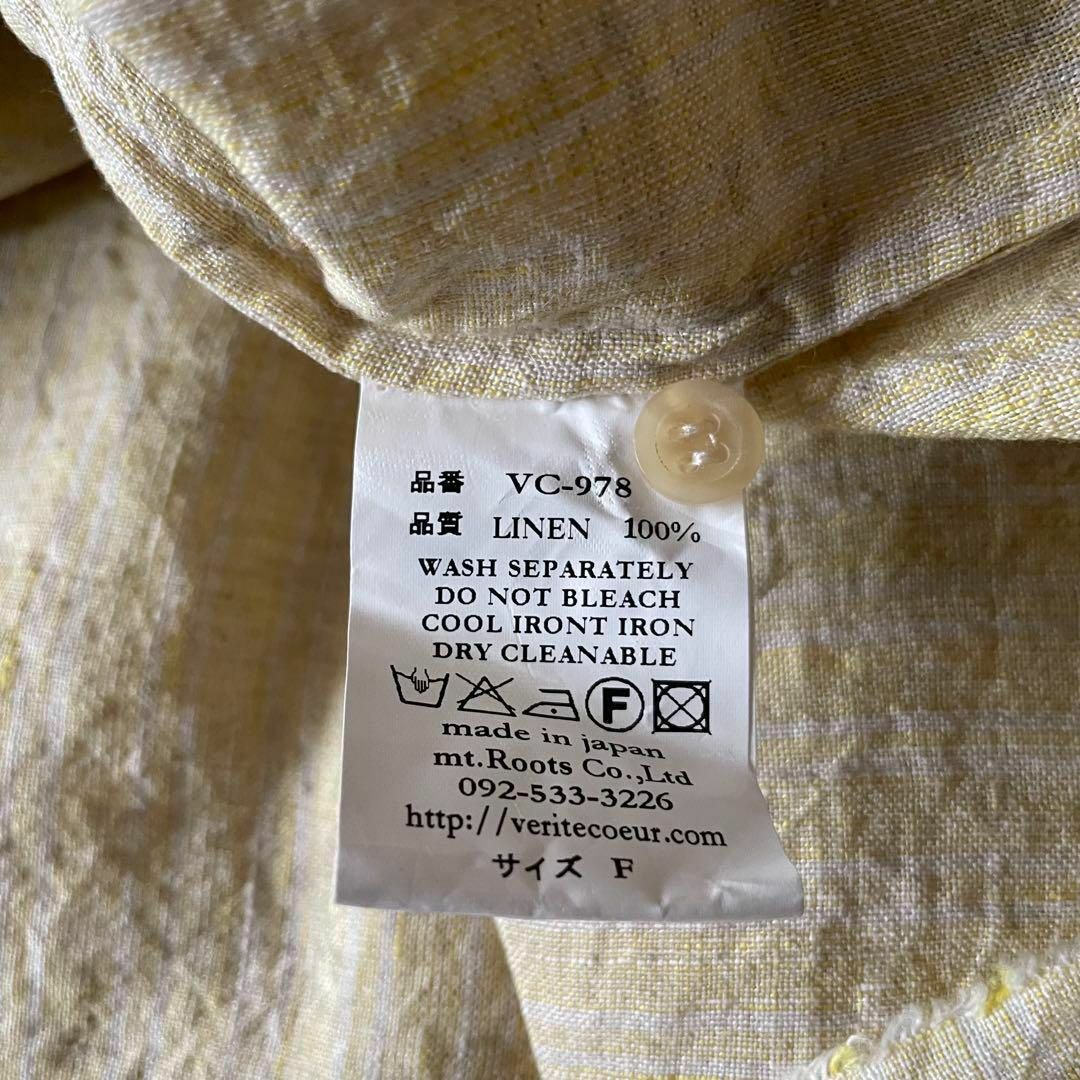 品番 VC-978
品質 LINEN 100%
WASH SEPARATELY
DO NOT BLEACH
COOL IRONT IRON
DRY CLEANABLE
F
made in japan
mt.Roots Co.,Ltd
092-533-3226
http://veritecoeur.com
サイズ F